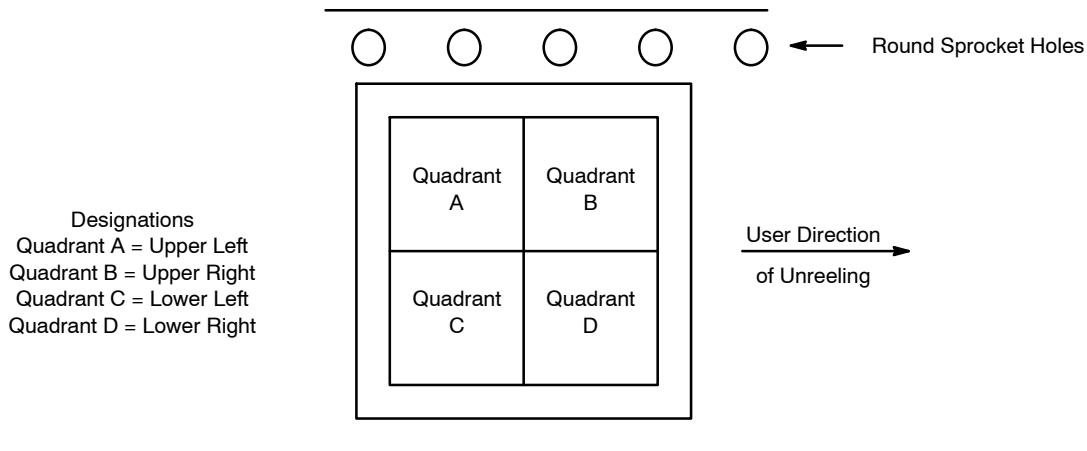 Round Sprocket Holes
Quadrant
A
Quadrant
B
Designations
Quadrant A = Upper Left
Quadrant B = Upper Right
Quadrant C = Lower Left
Quadrant D = Lower Right
User Direction
of Unreeling
Quadrant
C
Quadrant
D